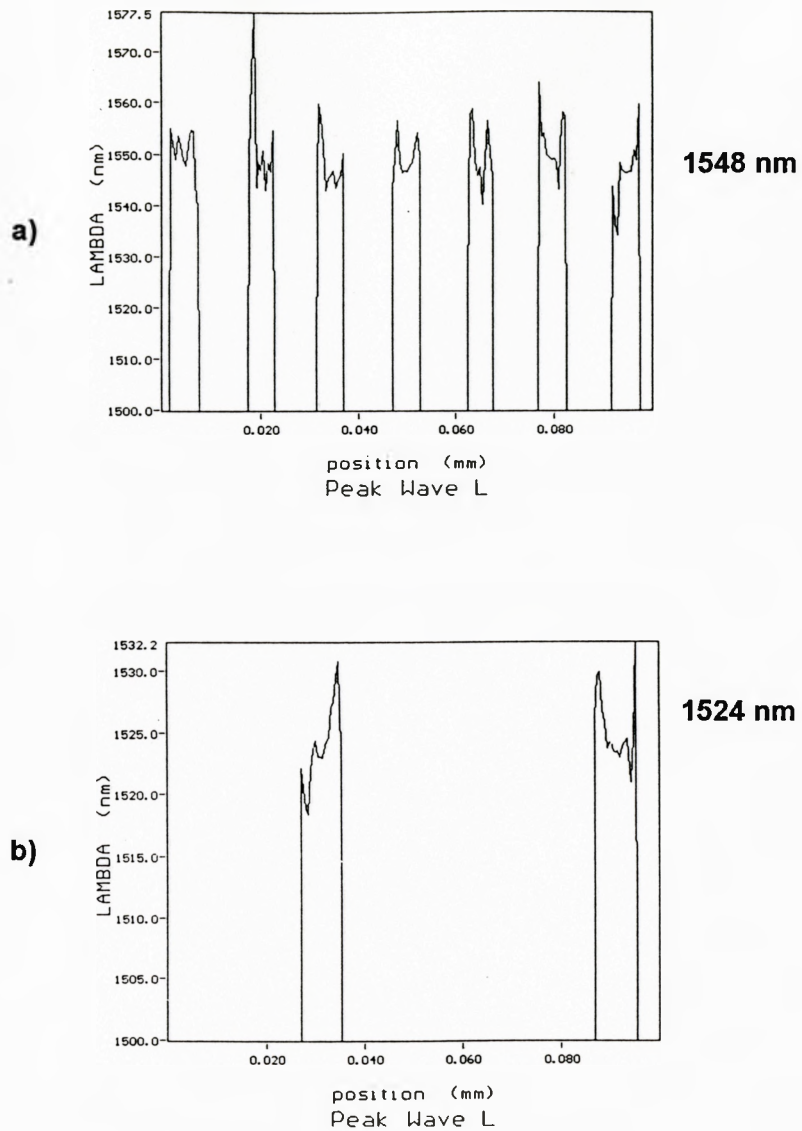 a)
LAMBDA (nm)
1577.5
1570.0
1560.0
1550.0
1540.0
1530.0
1520.0
1510.0
1500.0
0.020 0.040 0.060 0.080
position (mm)
Peak Wave L
1548 nm
b)
LAMBDA (nm)
1532.2
1530.0
1525.0
1520.0
1515.0
1510.0
1505.0
1500.0
0.020 0.040 0.060 0.080
position (mm)
Peak Wave L
1524 nm